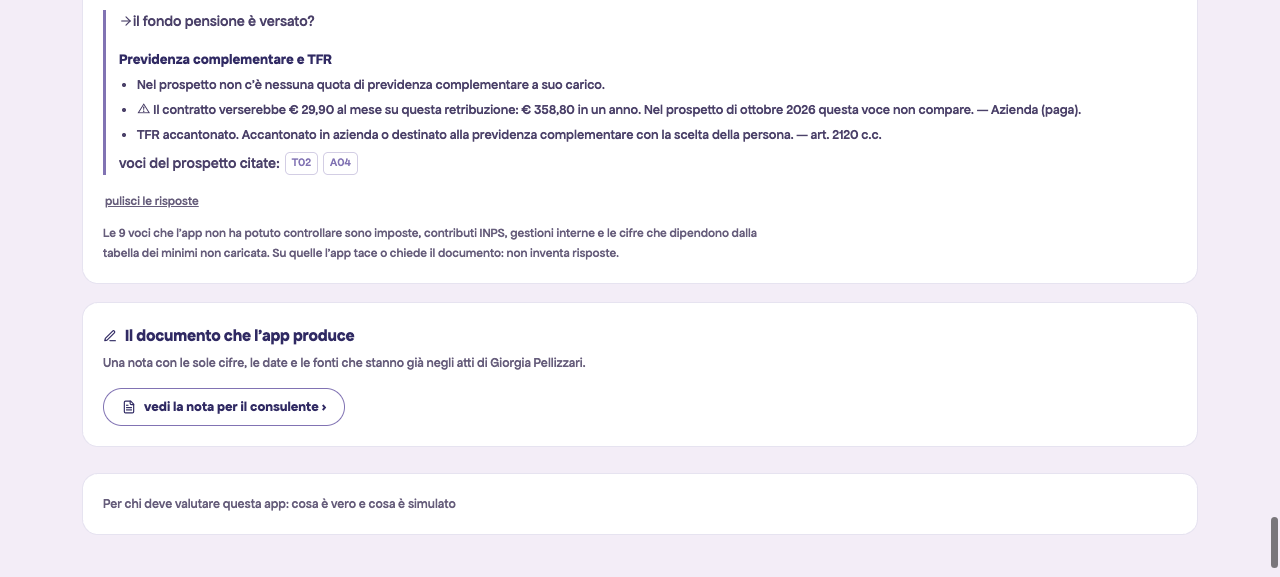 →il fondo pensione è versato?
Previdenza complementare e TFR
• Nel prospetto non c'è nessuna quota di previdenza complementare a suo carico.
• ⚠ Il contratto verserebbe € 29,90 al mese su questa retribuzione: € 358,80 in un anno. Nel prospetto di ottobre 2026 questa voce non compare. — Azienda (paga).
• TFR accantonato. Accantonato in azienda o destinato alla previdenza complementare con la scelta della persona. — art. 2120 c.c.
voci del prospetto citate: T02 A04
pulisci le risposte
Le 9 voci che l'app non ha potuto controllare sono imposte, contributi INPS, gestioni interne e le cifre che dipendono dalla
tabella dei minimi non caricata. Su quelle l'app tace o chiede il documento: non inventa risposte.
Il documento che l'app produce
Una nota con le sole cifre, le date e le fonti che stanno già negli atti di Giorgia Pellizzari.
vedi la nota per il consulente ›
Per chi deve valutare questa app: cosa è vero e cosa è simulato